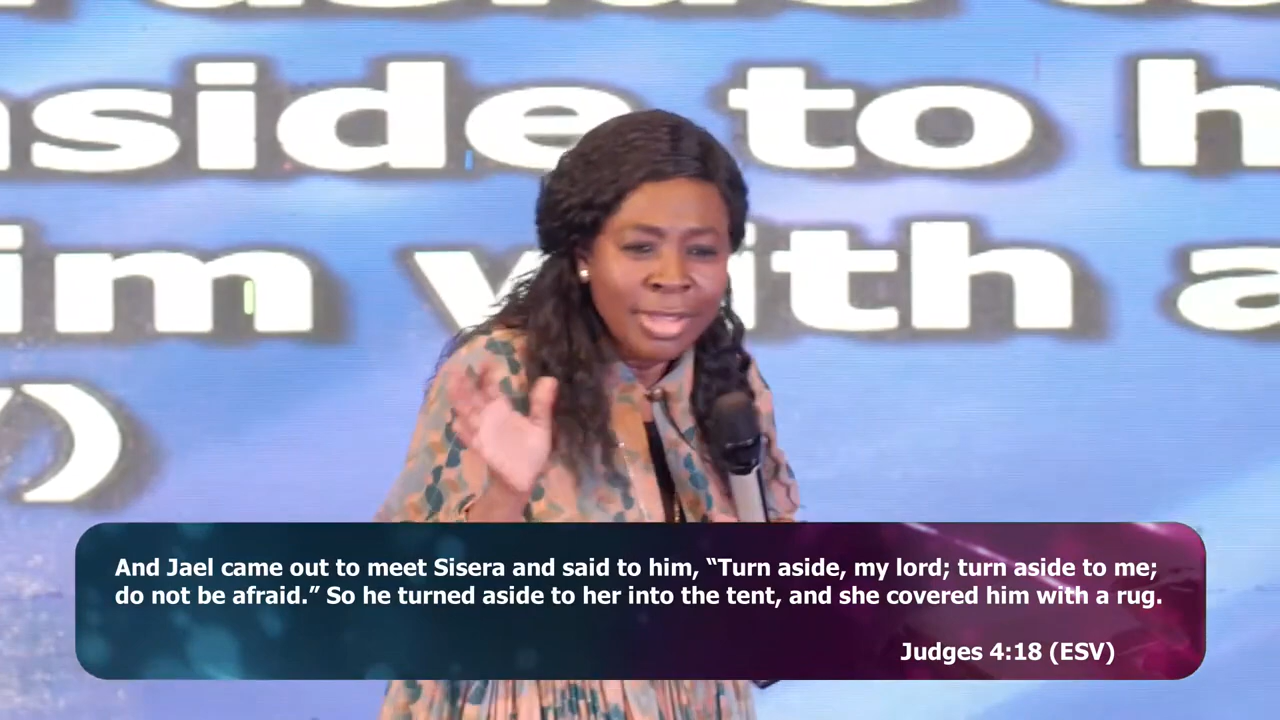 aside to h
him with a
)
And Jael came out to meet Sisera and said to him, “Turn aside, my lord; turn aside to me;
do not be afraid.” So he turned aside to her into the tent, and she covered him with a rug.
Judges 4:18 (ESV)